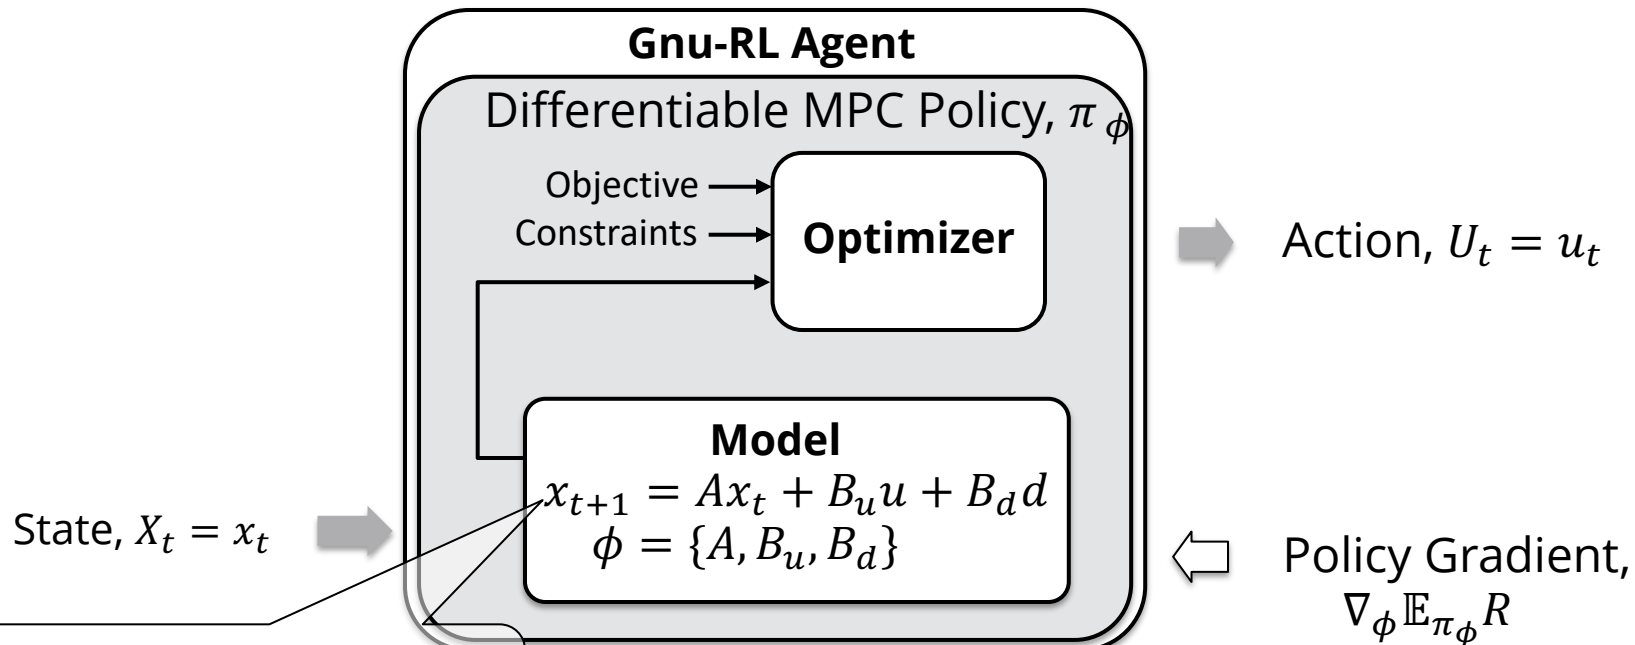 Gnu-RL Agent
Differentiable MPC Policy, π_ϕ
Objective
Constraints
Optimizer
Action, U_t = u_t
Model
x_{t+1} = Ax_t + B_u u + B_d d
ϕ = {A, B_u, B_d}
State, X_t = x_t
Policy Gradient,
∇_ϕ 𝔼_{π_ϕ} R